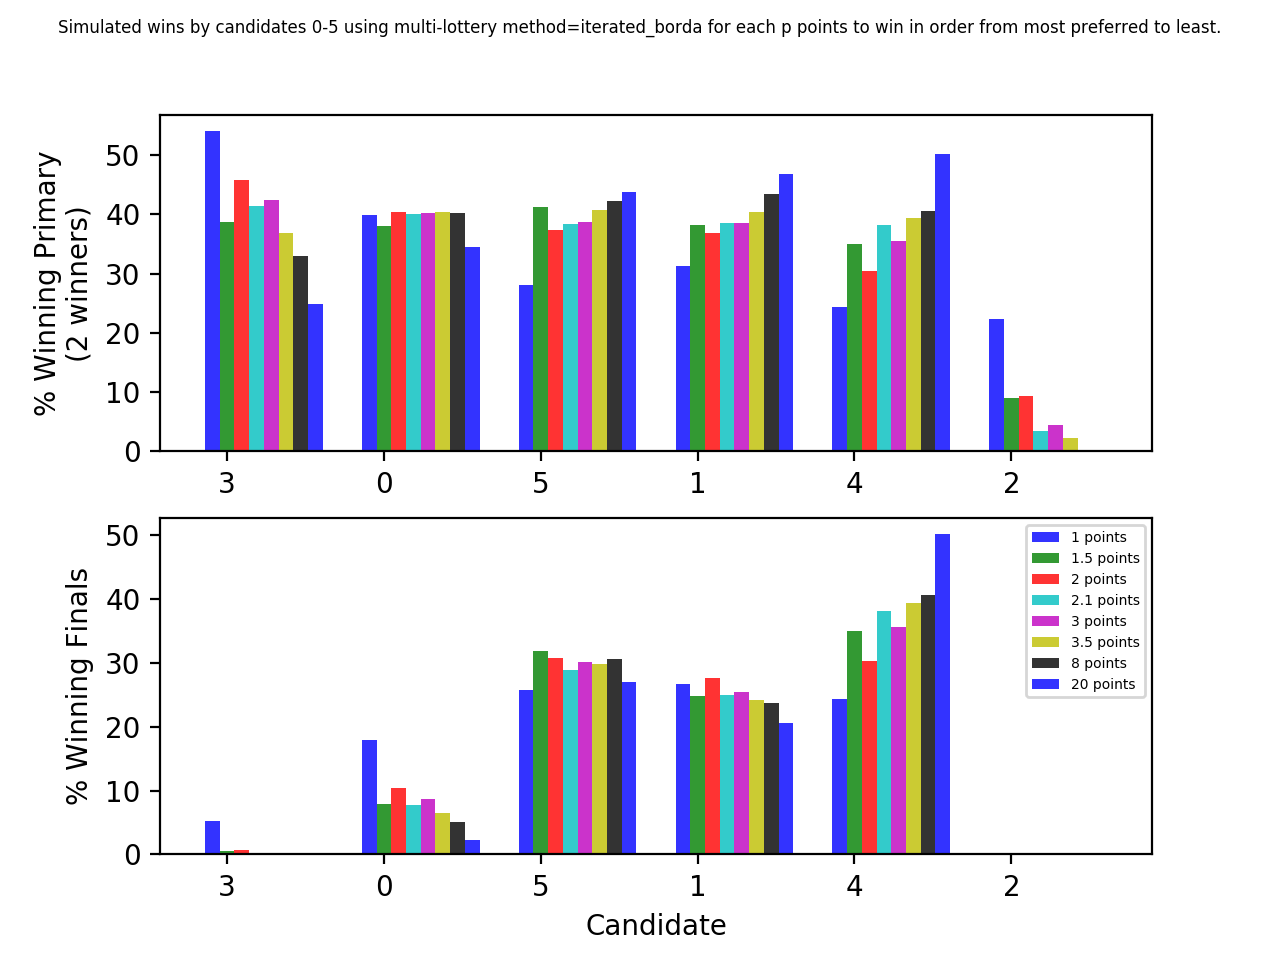 Simulated wins by candidates 0-5 using multi-lottery method=iterated_borda for each p points to win in order from most preferred to least.
% Winning Primary
(2 winners)
50
40
30
20
10
0
3 0 5 1 4 2
% Winning Finals
50
40
30
20
10
0
1 points
1.5 points
2 points
2.1 points
3 points
3.5 points
8 points
20 points
3 0 5 1 4 2
Candidate